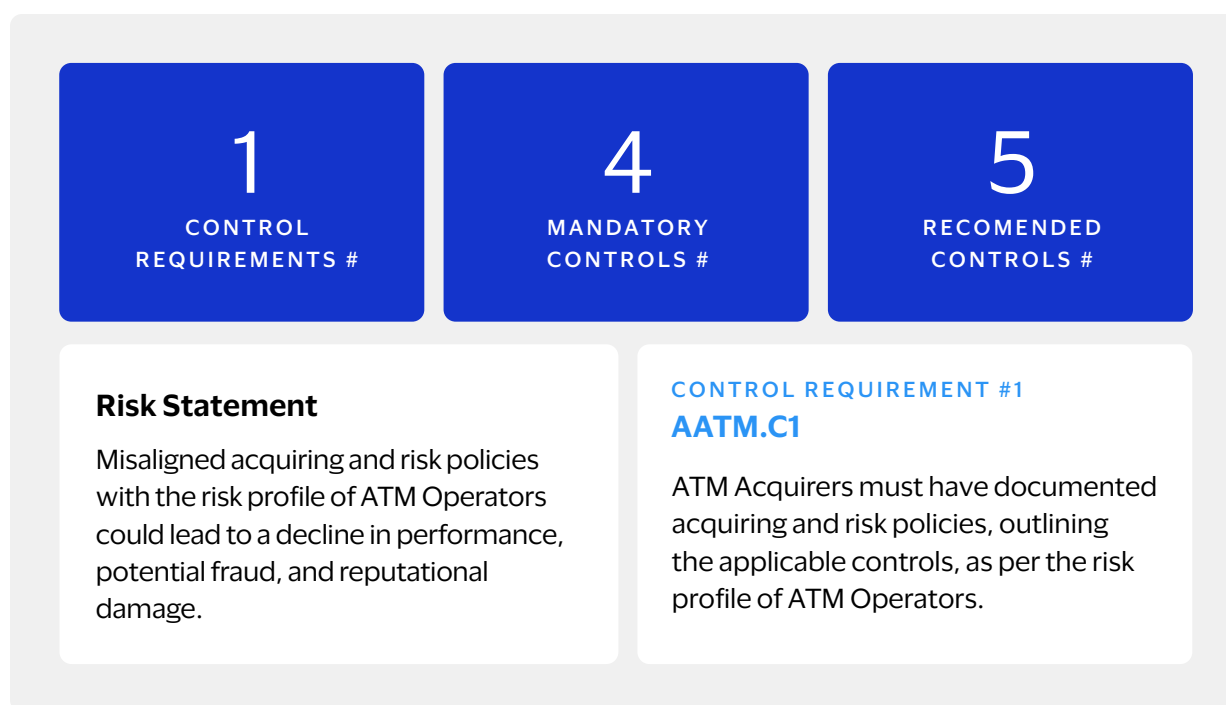 1
CONTROL
REQUIREMENTS #
4
MANDATORY
CONTROLS #
5
RECOMENDED
CONTROLS #
Risk Statement
Misaligned acquiring and risk policies
with the risk profile of ATM Operators
could lead to a decline in performance,
potential fraud, and reputational
damage.
CONTROL REQUIREMENT #1
AATM.C1
ATM Acquirers must have documented
acquiring and risk policies, outlining
the applicable controls, as per the risk
profile of ATM Operators.